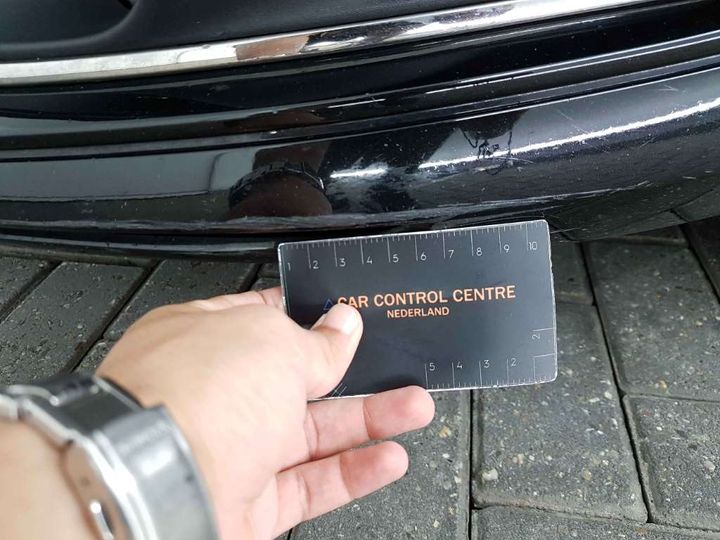 1 2 3 4 5 6 7 8 9 10
CAR CONTROL CENTRE
NEDERLAND
2
5 4 3 2